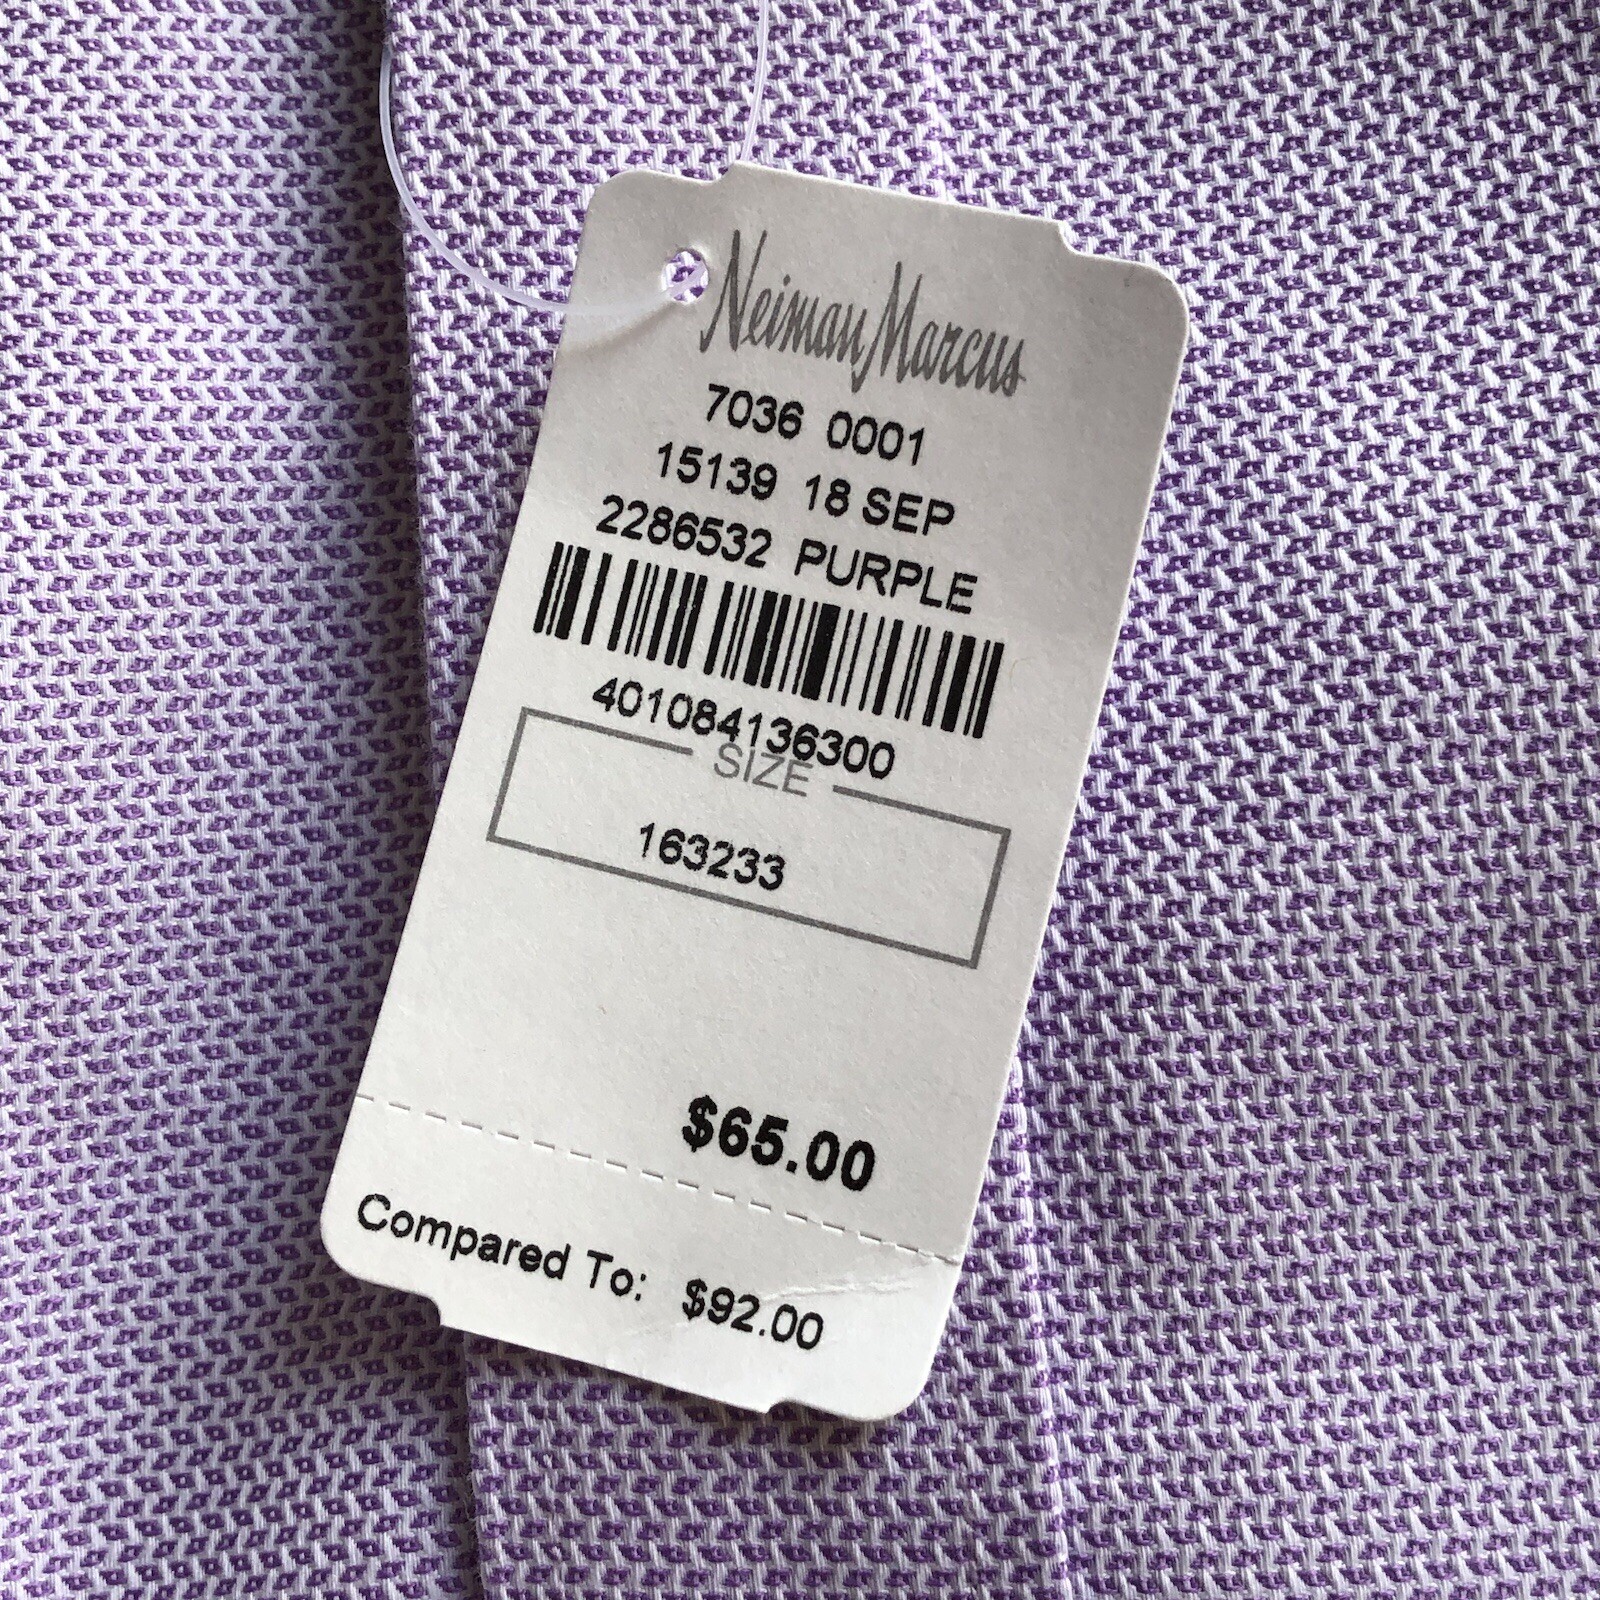 Neiman Marcus
7036 0001
15139 18 SEP
2286532 PURPLE
401084136300
SIZE
163233
$65.00
Compared To: $92.00